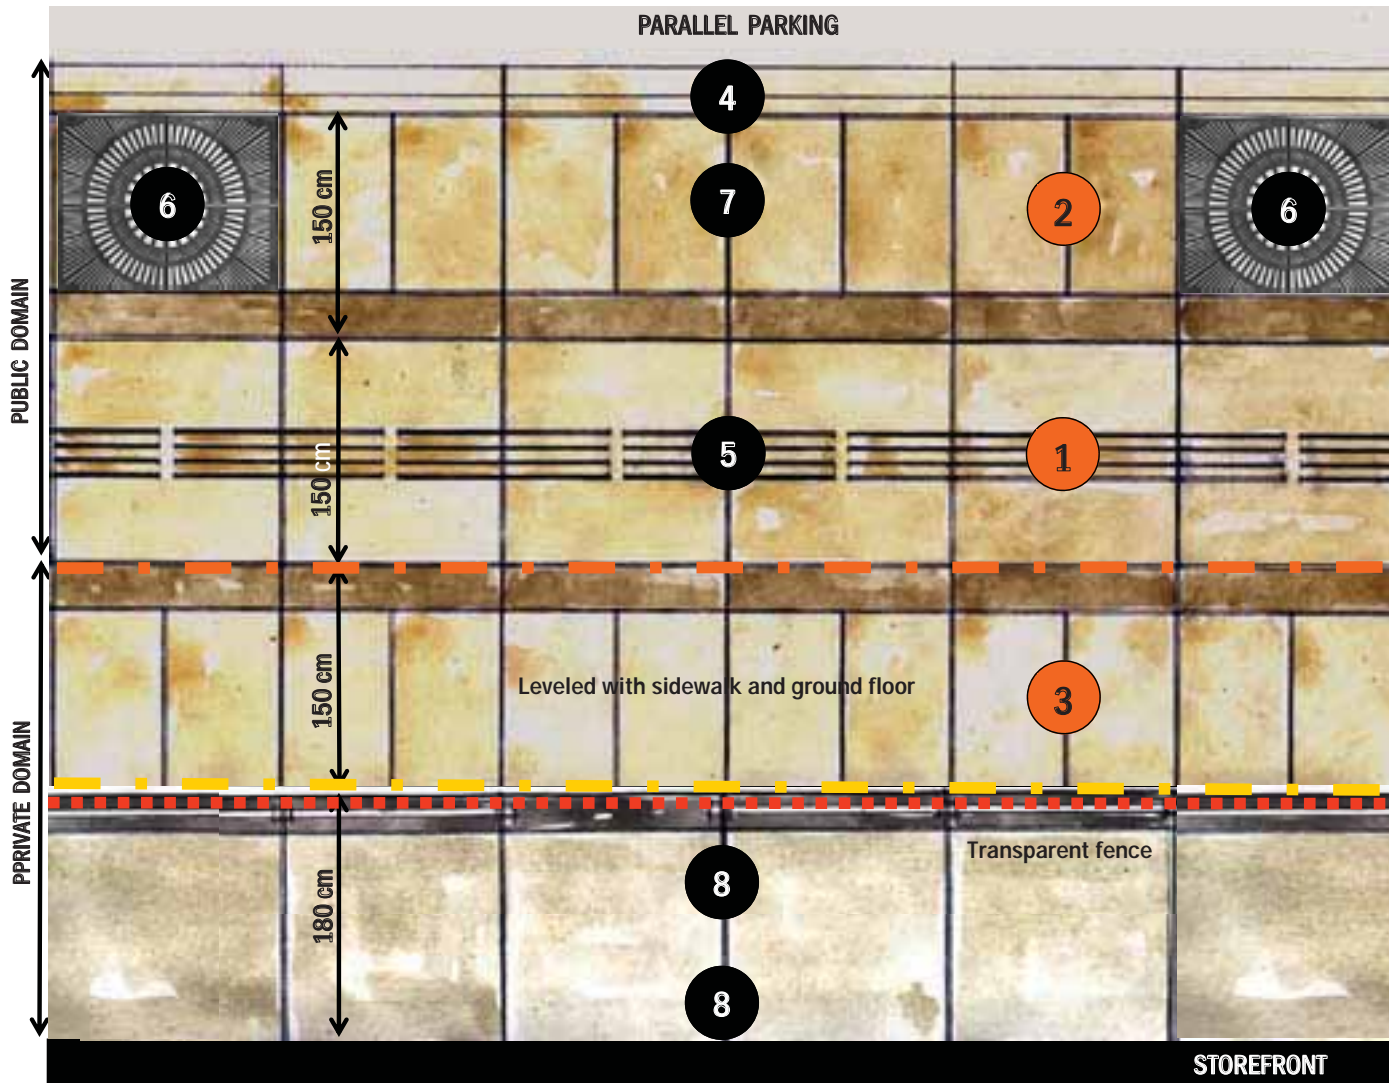 PARALLEL PARKING
4
6
150 cm
7
2
6
PUBLIC DOMAIN
150 cm
5
1
150 cm
Leveled with sidewalk and ground floor
3
PPRIVATE DOMAIN
Transparent fence
180 cm
8
8
STOREFRONT